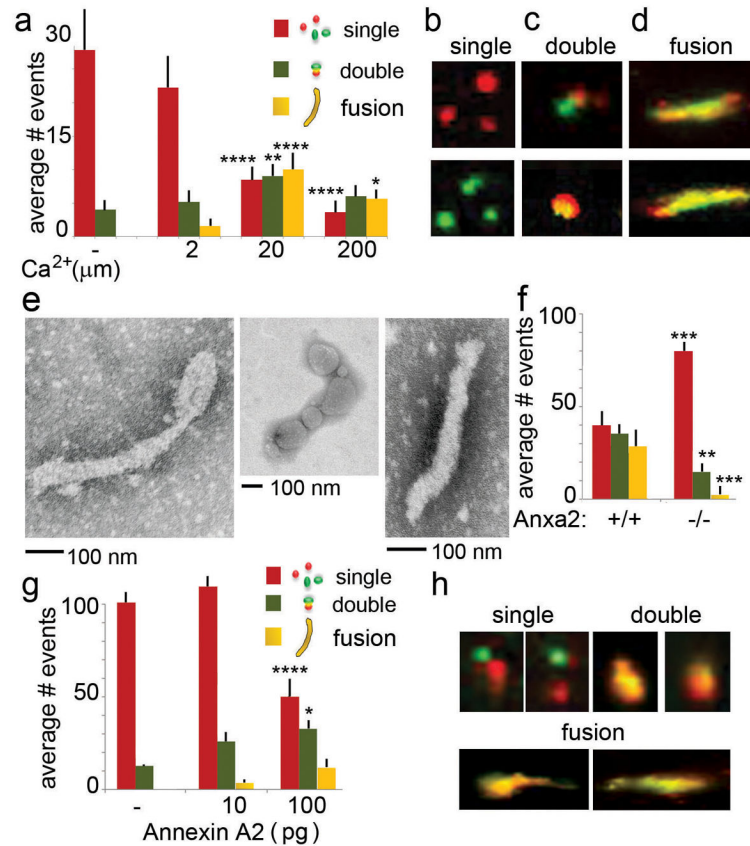 a
30
15
0
average # events
single
double
fusion
****
**
****
*
-
2
20
200
Ca²⁺(μm)
b
c
d
single
double
fusion
e
100 nm
100 nm
100 nm
f
100
50
0
average # events
***
**
***
Anxa2:
+/+
-/-
g
100
50
0
average # events
single
double
fusion
****
*
-
10
100
Annexin A2 (pg)
h
single
double
fusion